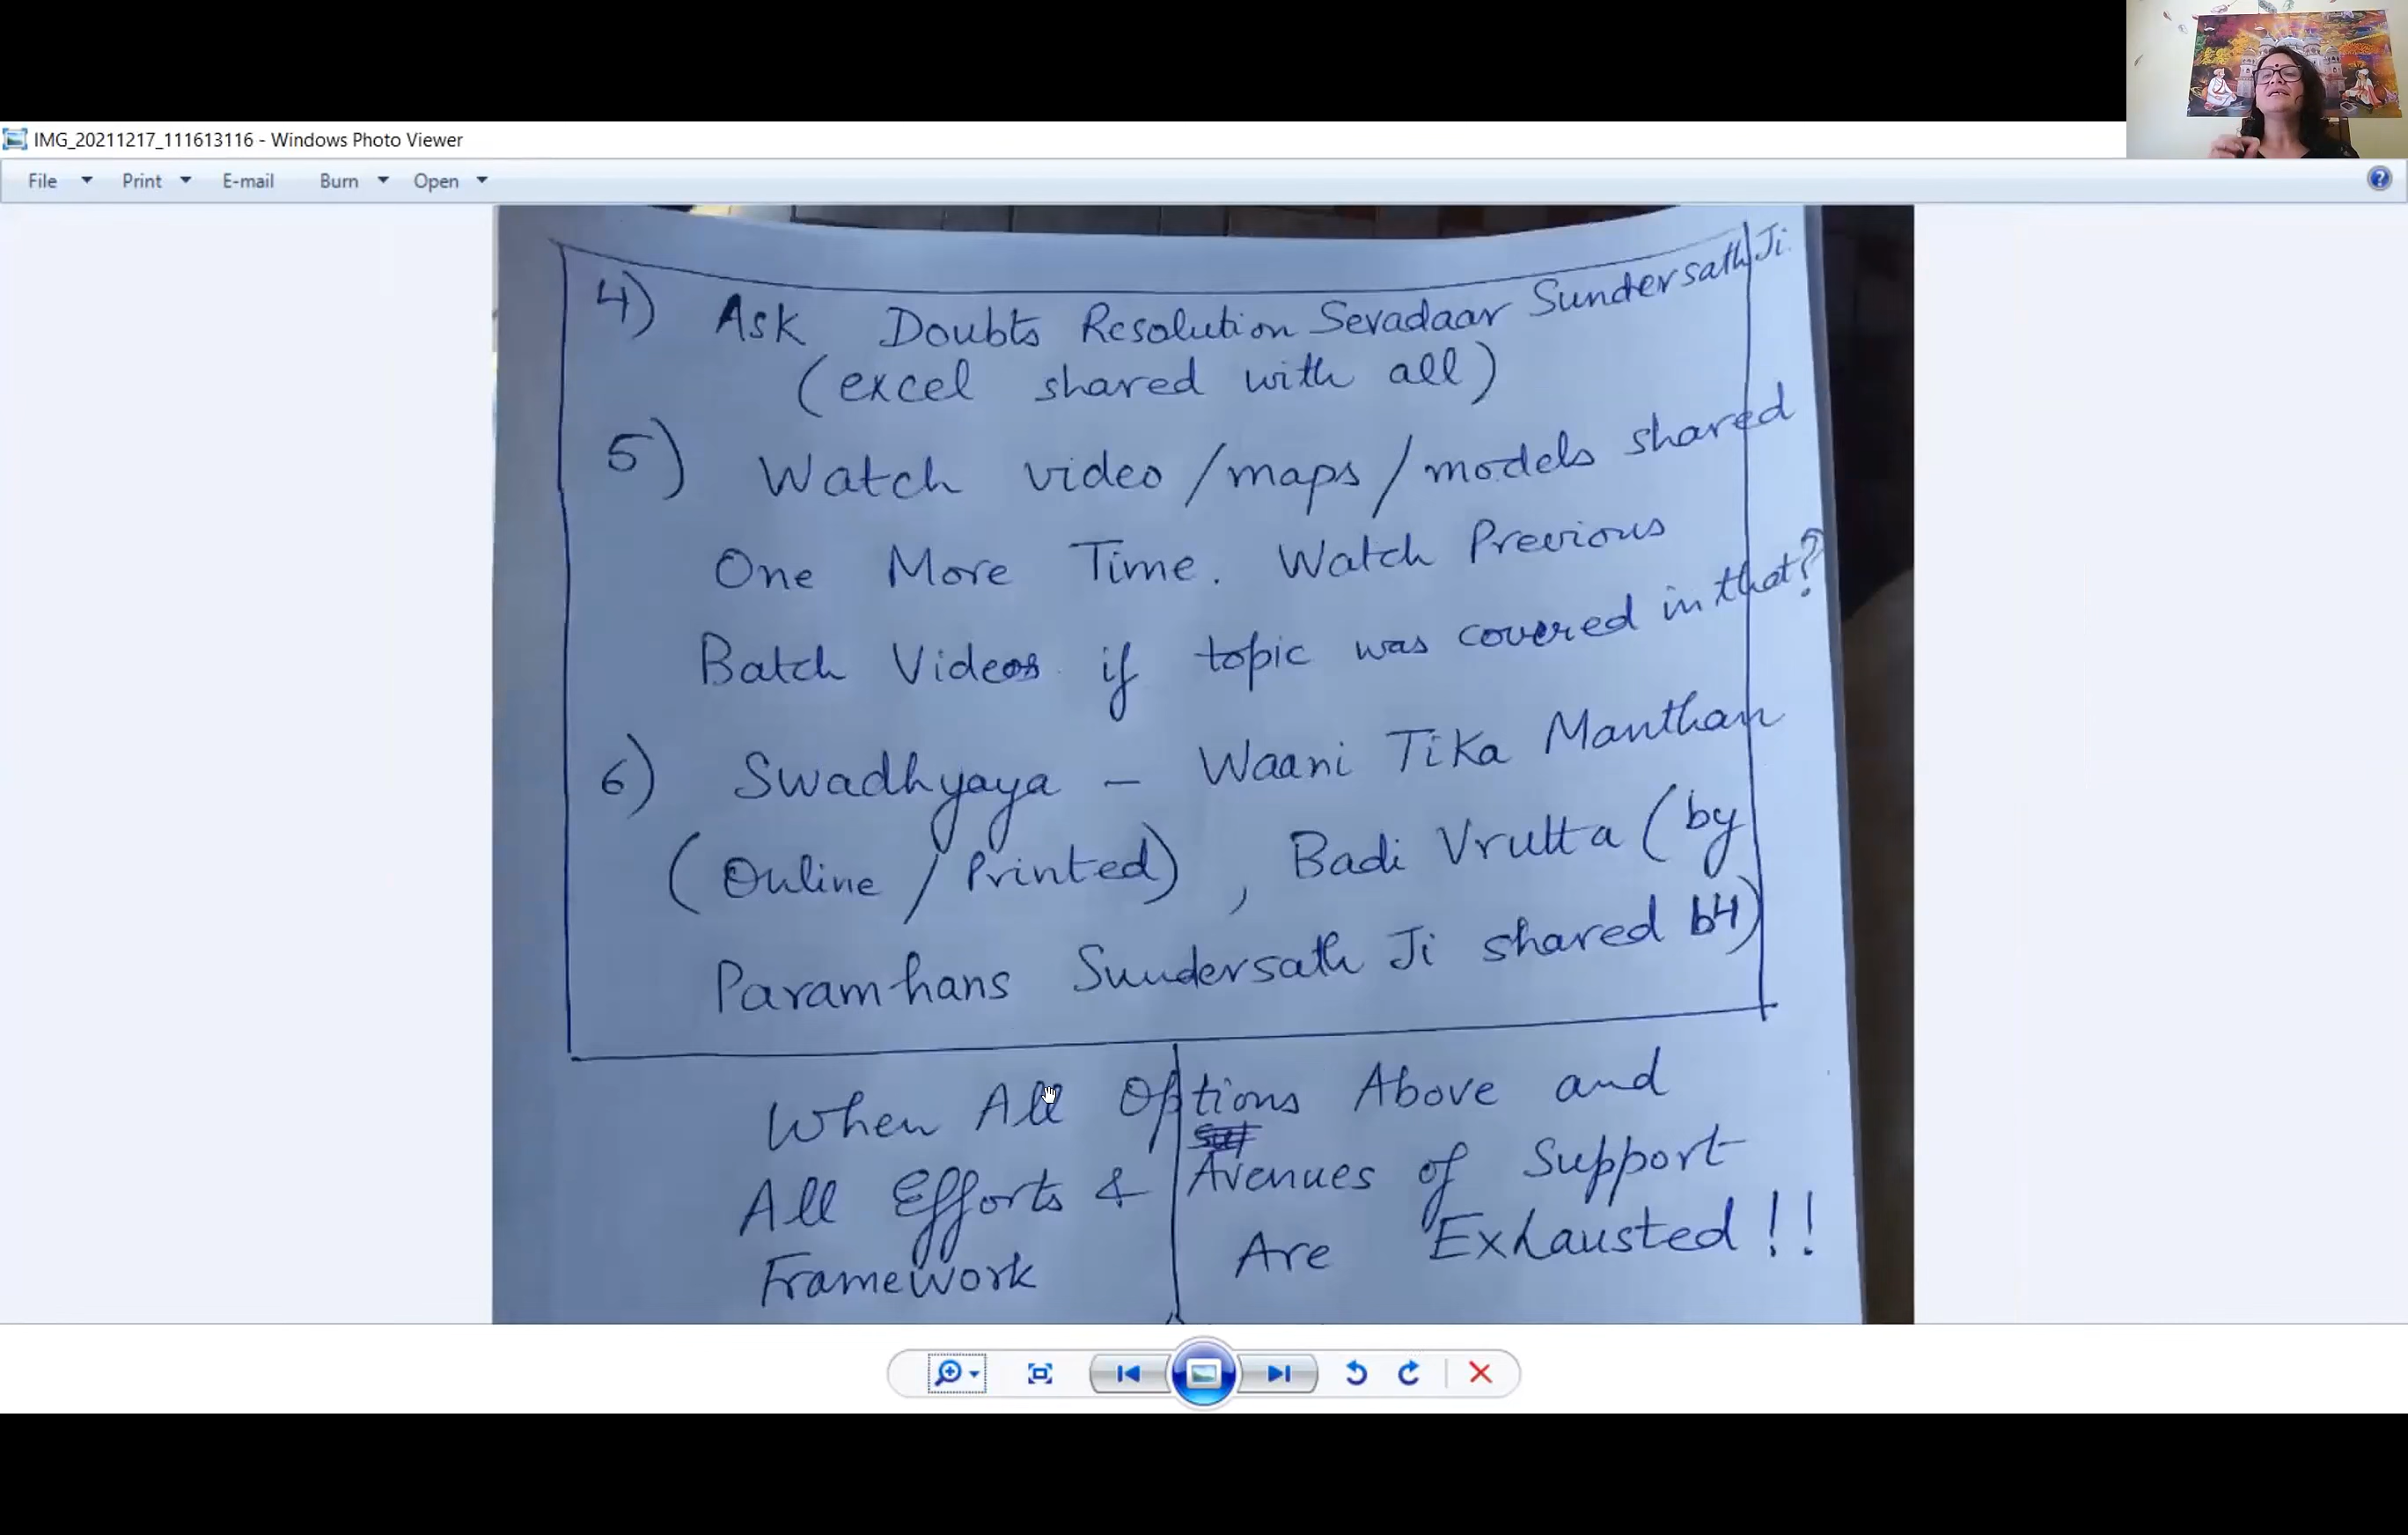 IMG_20211217_111613116 - Windows Photo Viewer
File Print E-mail Burn Open
4) Ask Doubts Resolution Sevadaar Sundersath Ji.
(excel shared with all)
5) Watch video/maps/models shared
One More Time. Watch Previous
Batch Videos if topic was covered in that?
6) Swadhyaya - Waani Tika Manthan
(Online / Printed), Badi Vrutta (by
Paramhans Sundersath Ji shared b4)
When All Options Above and
All Efforts & Avenues of Support
Framework Are Exhausted!!